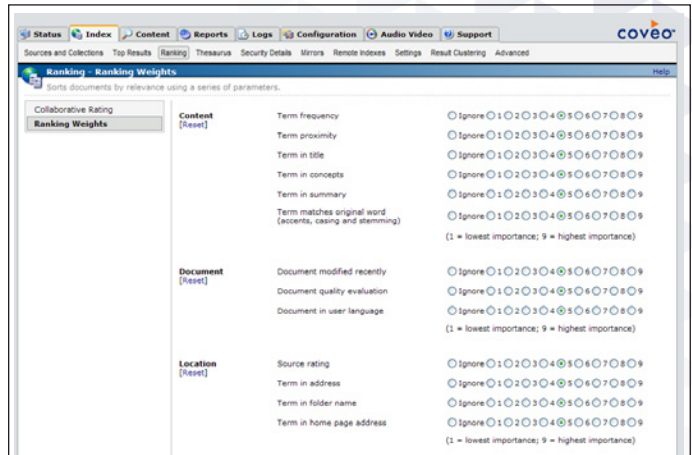 Status Index Content Reports Logs Configuration Audio Video Support coveo
Sources and Collections Top Results Ranking Thesaurus Security Details Mirrors Remote Indexes Settings Result Clustering Advanced
Ranking - Ranking Weights Help
Sorts documents by relevance using a series of parameters.
Collaborative Rating
Ranking Weights
Content
[Reset]
Term frequency Ignore 1 2 3 4 5 6 7 8 9
Term proximity Ignore 1 2 3 4 5 6 7 8 9
Term in title Ignore 1 2 3 4 5 6 7 8 9
Term in concepts Ignore 1 2 3 4 5 6 7 8 9
Term in summary Ignore 1 2 3 4 5 6 7 8 9
Term matches original word
(accents, casing and stemming) Ignore 1 2 3 4 5 6 7 8 9
(1 = lowest importance; 9 = highest importance)
Document
[Reset]
Document modified recently Ignore 1 2 3 4 5 6 7 8 9
Document quality evaluation Ignore 1 2 3 4 5 6 7 8 9
Document in user language Ignore 1 2 3 4 5 6 7 8 9
(1 = lowest importance; 9 = highest importance)
Location
[Reset]
Source rating Ignore 1 2 3 4 5 6 7 8 9
Term in address Ignore 1 2 3 4 5 6 7 8 9
Term in folder name Ignore 1 2 3 4 5 6 7 8 9
Term in home page address Ignore 1 2 3 4 5 6 7 8 9
(1 = lowest importance; 9 = highest importance)